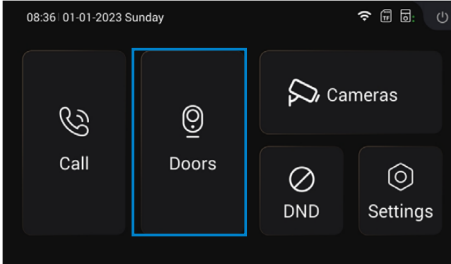 08:36 01-01-2023 Sunday
Call
Doors
Cameras
DND
Settings